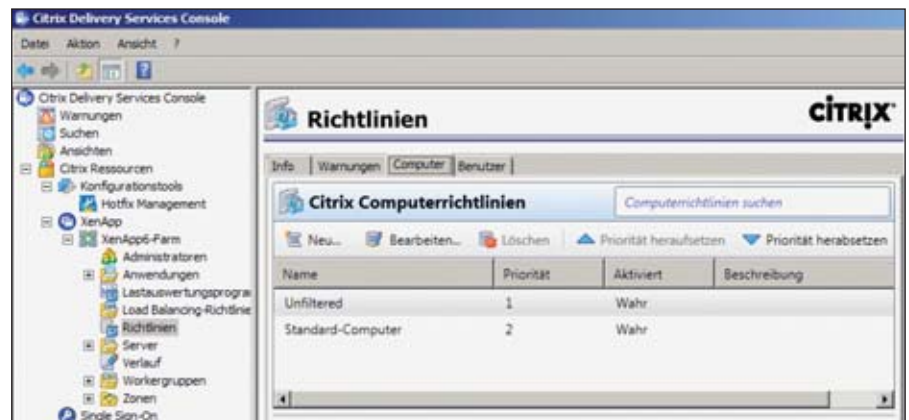 Citrix Delivery Services Console
Datei Aktion Ansicht ?
Citrix Delivery Services Console
Warnungen
Suchen
Ansichten
Citrix Ressourcen
Konfigurationstools
Hotfix Management
XenApp
XenApp6-Farm
Administratoren
Anwendungen
Lastauswertungsprogra
Load Balancing-Richtlinie
Richtlinien
Server
Verlauf
Workergruppen
Zonen
Single Sign-On
Richtlinien
CITRIX
Info Warnungen Computer Benutzer
Citrix Computerrichtlinien
Computerrichtlinien suchen
Neu... Bearbeiten... Löschen Priorität heraufsetzen Priorität herabsetzen
Name Priorität Aktiviert Beschreibung
Unfiltered 1 Wahr
Standard-Computer 2 Wahr